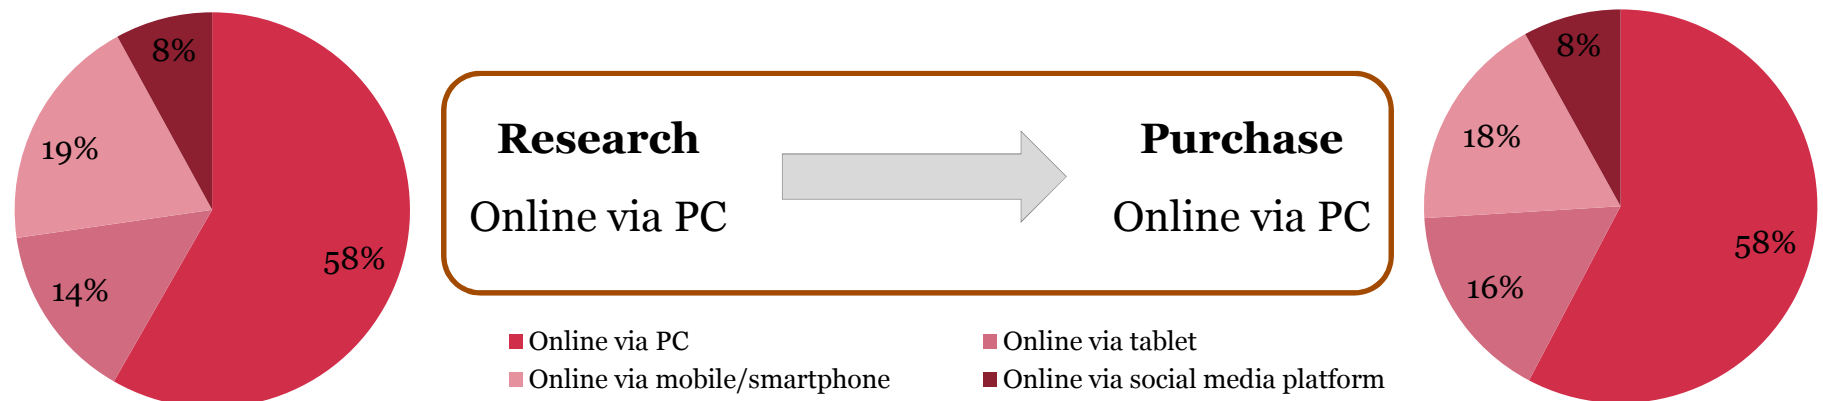 8%
19%
14%
58%
Research
Online via PC
Purchase
Online via PC
8%
18%
16%
58%
Online via PC
Online via tablet
Online via mobile/smartphone
Online via social media platform